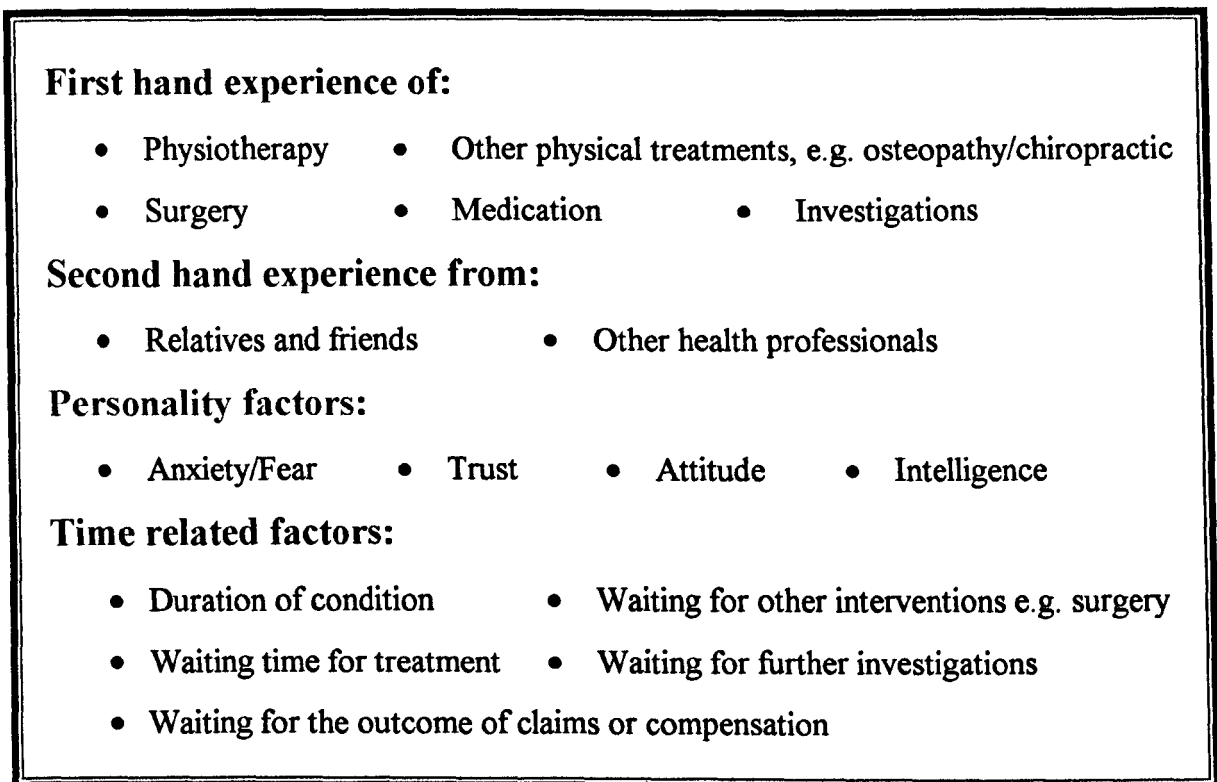 First hand experience of:
• Physiotherapy • Other physical treatments, e.g. osteopathy/chiropractic
• Surgery • Medication • Investigations
Second hand experience from:
• Relatives and friends • Other health professionals
Personality factors:
• Anxiety/Fear • Trust • Attitude • Intelligence
Time related factors:
• Duration of condition • Waiting for other interventions e.g. surgery
• Waiting time for treatment • Waiting for further investigations
• Waiting for the outcome of claims or compensation